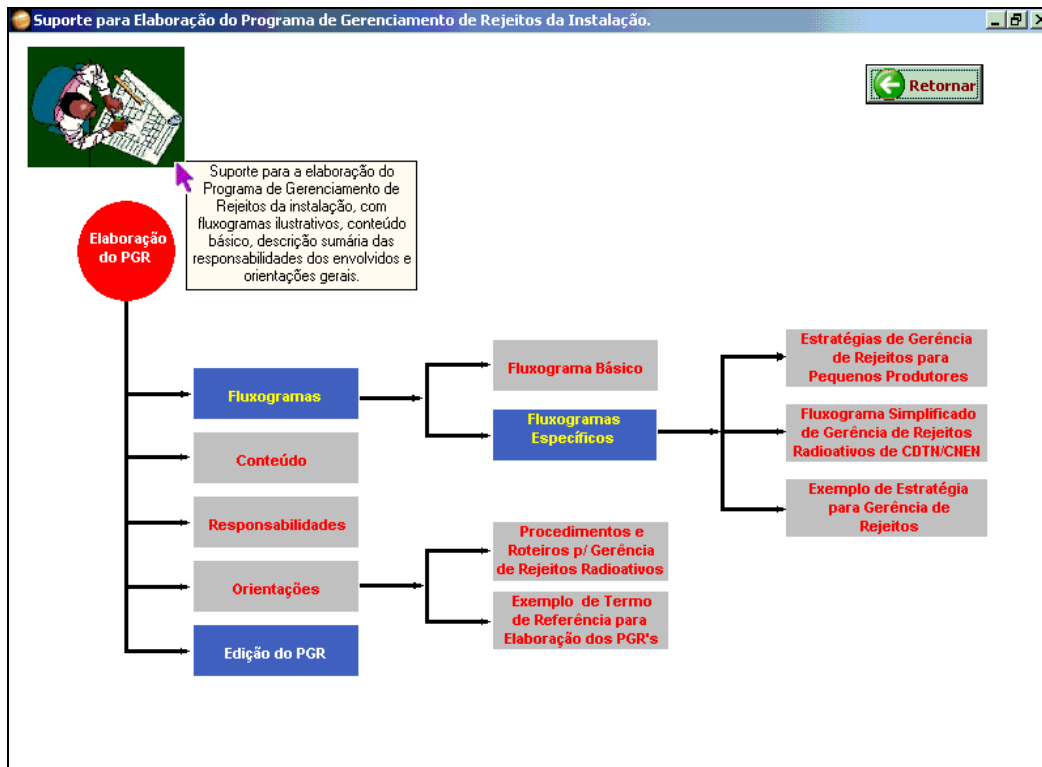 Suporte para Elaboração do Programa de Gerenciamento de Rejeitos da Instalação.
Retornar
Suporte para a elaboração do
Programa de Gerenciamento de
Rejeitos da instalação, com
fluxogramas ilustrativos, conteúdo
básico, descrição sumária das
responsabilidades dos envolvidos e
orientações gerais.
Elaboração
do PGR
Fluxogramas
Conteúdo
Responsabilidades
Orientações
Edição do PGR
Fluxograma Básico
Fluxogramas
Específicos
Procedimentos e
Roteiros p/ Gerência
de Rejeitos Radioativos
Exemplo de Termo
de Referência para
Elaboração dos PGR's
Estratégias de Gerência
de Rejeitos para
Pequenos Produtores
Fluxograma Simplificado
de Gerência de Rejeitos
Radioativos de CDTN/CNEN
Exemplo de Estratégia
para Gerência de
Rejeitos